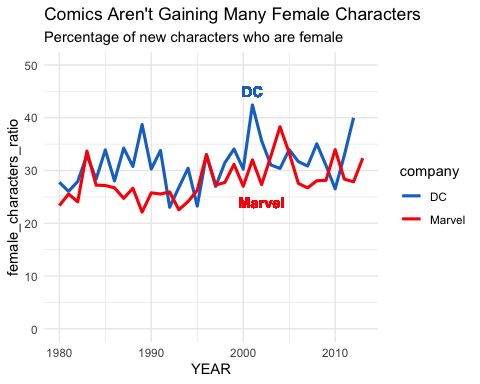 Comics Aren't Gaining Many Female Characters
Percentage of new characters who are female
50
40
30
20
10
0
female_characters_ratio
DC
Marvel
1980
1990
2000
2010
YEAR
company
DC
Marvel